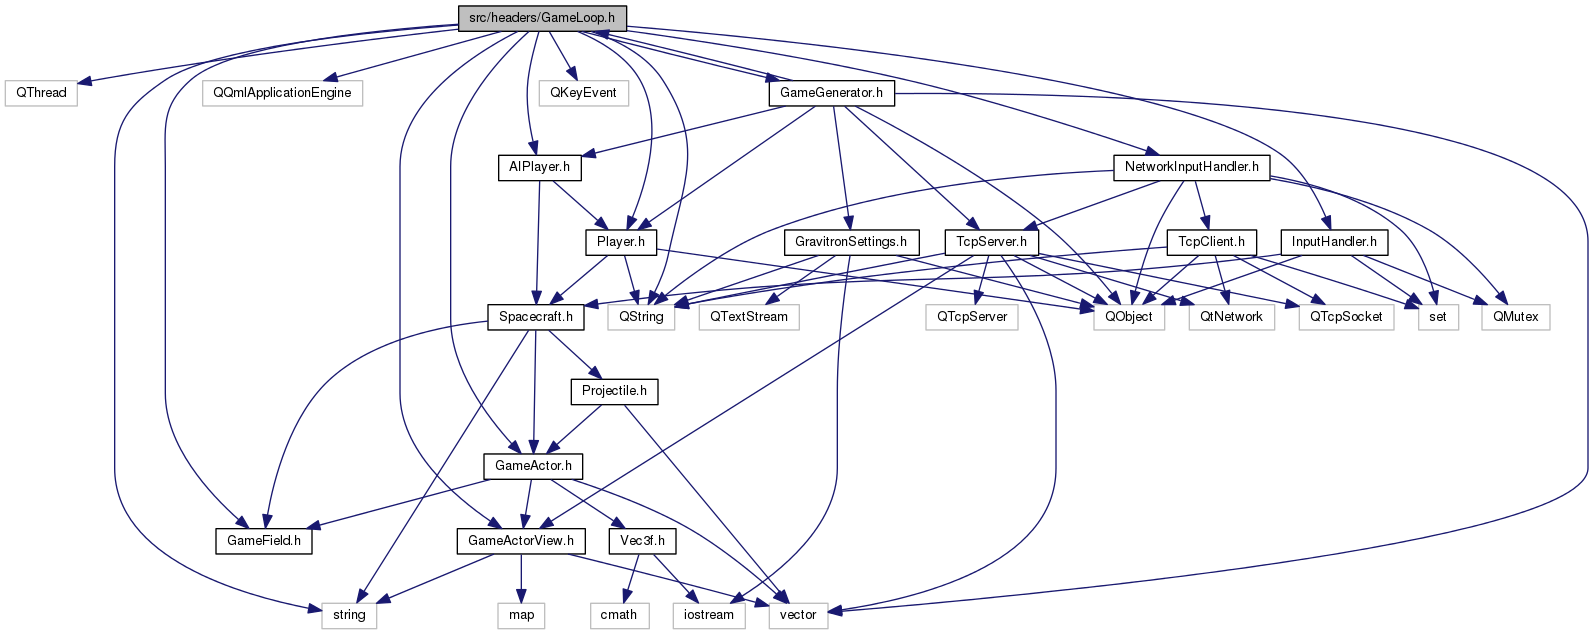 src/headers/GameLoop.h
QThread
QQmlApplicationEngine
QKeyEvent
GameGenerator.h
AIPlayer.h
NetworkInputHandler.h
Player.h
GravitronSettings.h
TcpServer.h
TcpClient.h
InputHandler.h
Spacecraft.h
QString
QTextStream
QTcpServer
QObject
QtNetwork
QTcpSocket
set
QMutex
Projectile.h
GameActor.h
GameField.h
GameActorView.h
Vec3f.h
string
map
cmath
iostream
vector